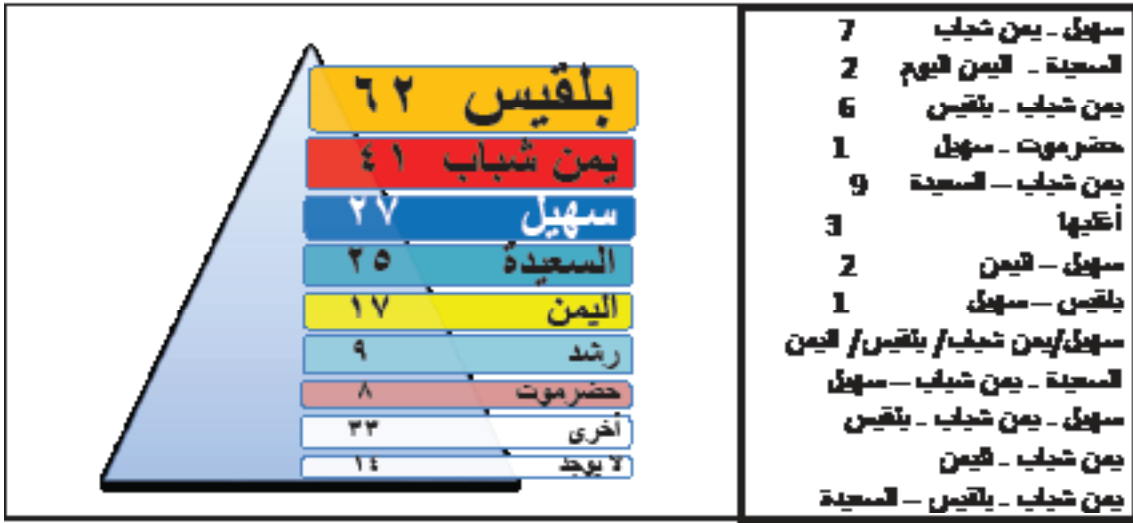 سهيل - يمن شباب 7
السعيدة - اليمن اليوم 2
يمن شباب - بلقيس 6
حضرموت - سهيل 1
يمن شباب – السعيدة 9
أغلبها 3
سهيل – اليمن 2
بلقيس – سهيل 1
سهيل/يمن شباب/ بلقيس/ اليمن
السعيدة - يمن شباب – سهيل
سهيل - يمن شباب - بلقيس
يمن شباب - اليمن
يمن شباب - بلقيس – السعيدة
بلقيس ٦٢
يمن شباب ٤١
سهيل ٢٧
السعيدة ٢٥
اليمن ١٧
رشد ٩
حضرموت ٨
أخرى ٣٣
لا يوجد ١٤